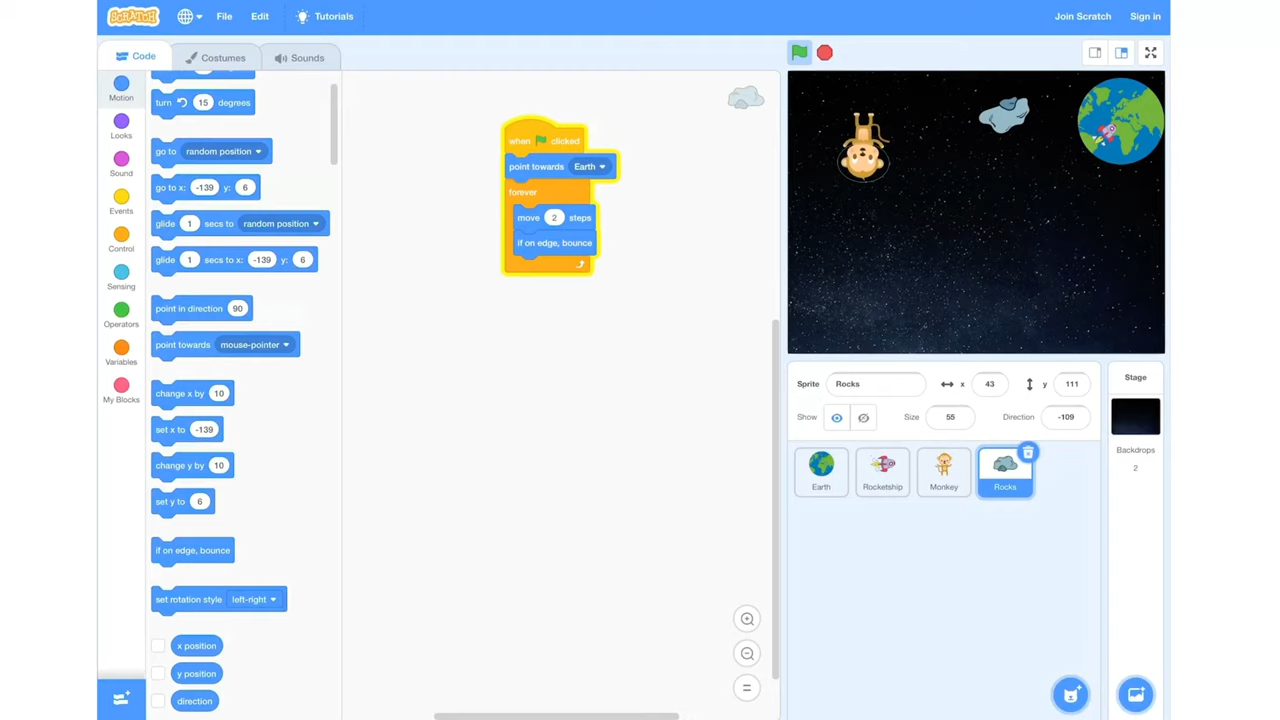 SCRATCH File Edit Tutorials Join Scratch Sign in
Code Costumes Sounds
Motion
Looks
Sound
Events
Control
Sensing
Operators
Variables
My Blocks
turn 15 degrees
go to random position
go to x: -139 y: 6
glide 1 secs to random position
glide 1 secs to x: -139 y: 6
point in direction 90
point towards mouse-pointer
change x by 10
set x to -139
change y by 10
set y to 6
if on edge, bounce
set rotation style left-right
x position
y position
direction
when clicked
point towards Earth
forever
move 2 steps
if on edge, bounce
Sprite Rocks x 43 y 111
Show Size 55 Direction -109
Earth Rocketship Monkey Rocks
Stage
Backdrops
2